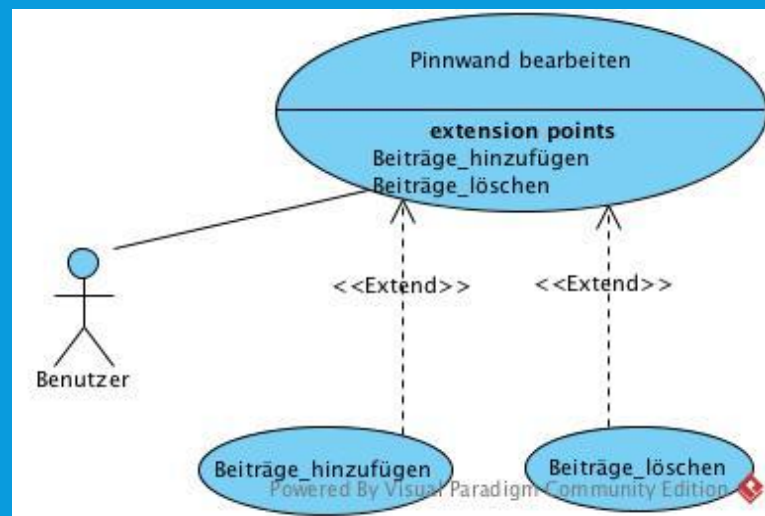 Pinnwand bearbeiten
extension points
Beiträge_hinzufügen
Beiträge_löschen
<<Extend>>
<<Extend>>
Benutzer
Beiträge_hinzufügen
Beiträge_löschen
Powered By Visual Paradigm Community Edition